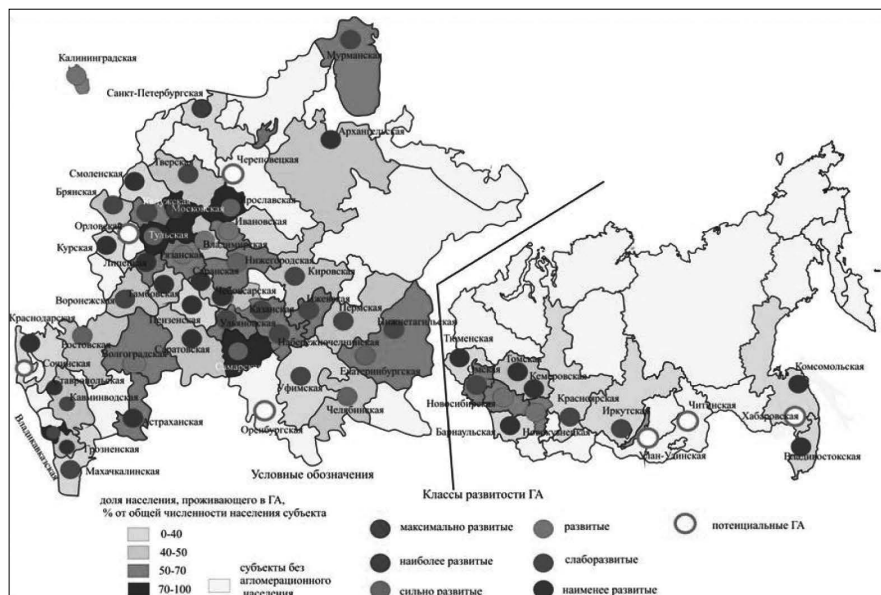 Калининградская
Мурманская
Санкт-Петербургская
Архангельская
Череповецкая
Тверская
Смоленская
Брянская
Калужская
Московская
Ярославская
Ивановская
Орловская
Тульская
Владимирская
Курская
Рязанская
Нижегородская
Липецкая
Саранская
Кировская
Тамбовская
Чебоксарская
Воронежская
Казанская
Ижевская
Пермская
Краснодарская
Пензенская
Ульяновская
Нижнетагильская
Ростовская
Набережночелнинская
Волгоградская
Саратовская
Самарская
Екатеринбургская
Сочинская
Ставропольская
Уфимская
Кавминводская
Челябинская
Астраханская
Оренбургская
Владикавказская
Грозненская
Махачкалинская
Тюменская
Омская
Томская
Кемеровская
Комсомольская
Новосибирская
Красноярская
Иркутская
Читинская
Хабаровская
Барнаульская
Новокузнецкая
Улан-Удинская
Владивостокская
Условные обозначения
доля населения, проживающего в ГА,
% от общей численности населения субъекта
0-40
40-50
50-70
70-100
субъекты без
агломерационного
населения
Классы развитости ГА
максимально развитые
развитые
потенциальные ГА
наиболее развитые
слаборазвитые
сильно развитые
наименее развитые